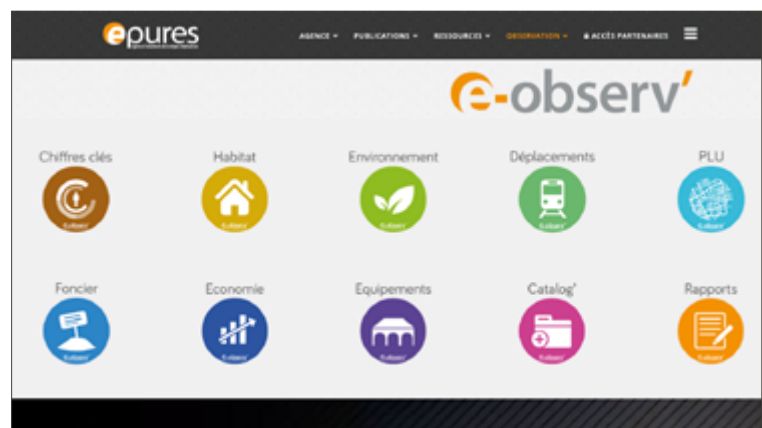 epures
AGENCE PUBLICATIONS RESSOURCES OBSERVATION ACCÈS PARTENAIRES
e-observ'
Chiffres clés Habitat Environnement Déplacements PLU
Foncier Economie Equipements Catalog' Rapports